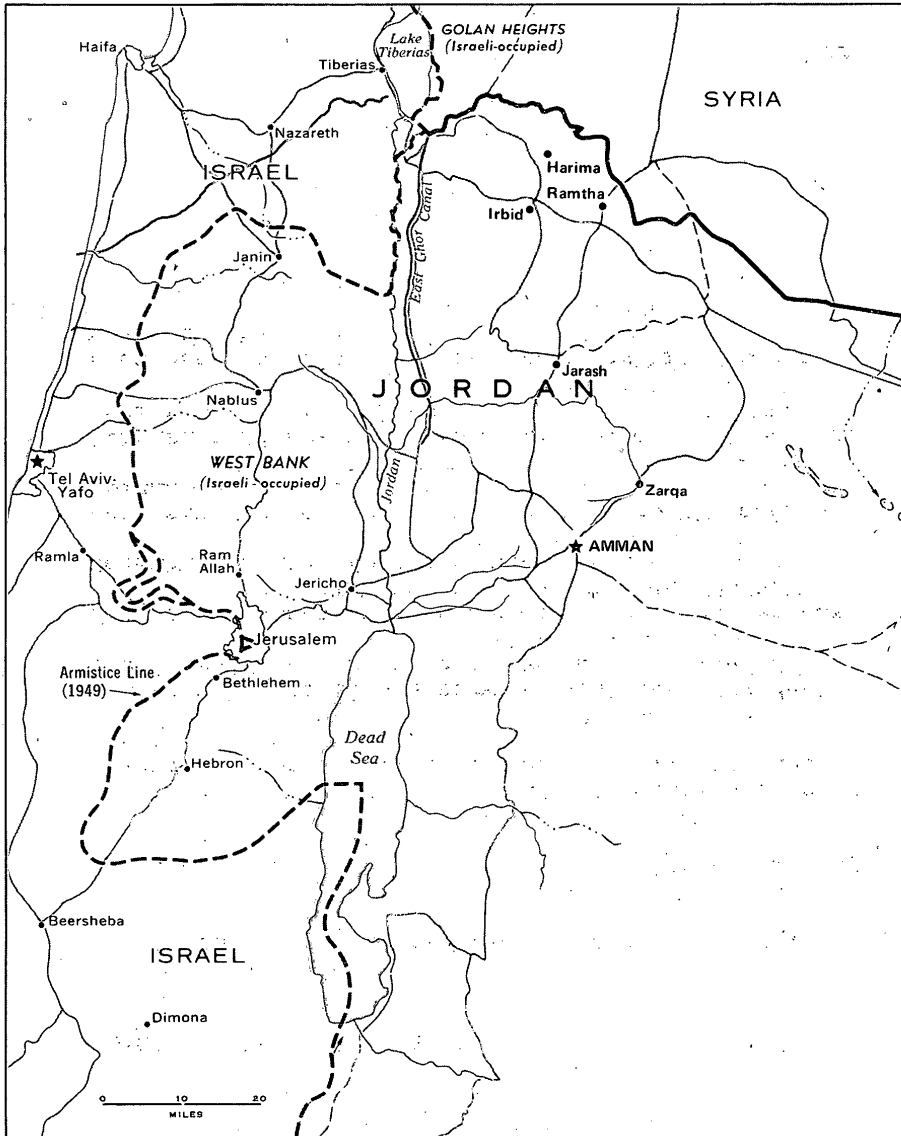 GOLAN HEIGHTS
(Israeli-occupied)
Lake
Tiberias
Haifa
Tiberias
SYRIA
Nazareth
Harima
ISRAEL
Ramtha
Irbid
East Ghor Canal
Janin
Jarash
JORDAN
Nablus
WEST BANK
(Israeli-occupied)
Jordan
Tel Aviv-
Yafo
Zarqa
AMMAN
Ramla
Ram
Allah
Jericho
Jerusalem
Armistice Line
(1949)
Bethlehem
Dead
Sea
Hebron
Beersheba
ISRAEL
Dimona
0 10 20
MILES